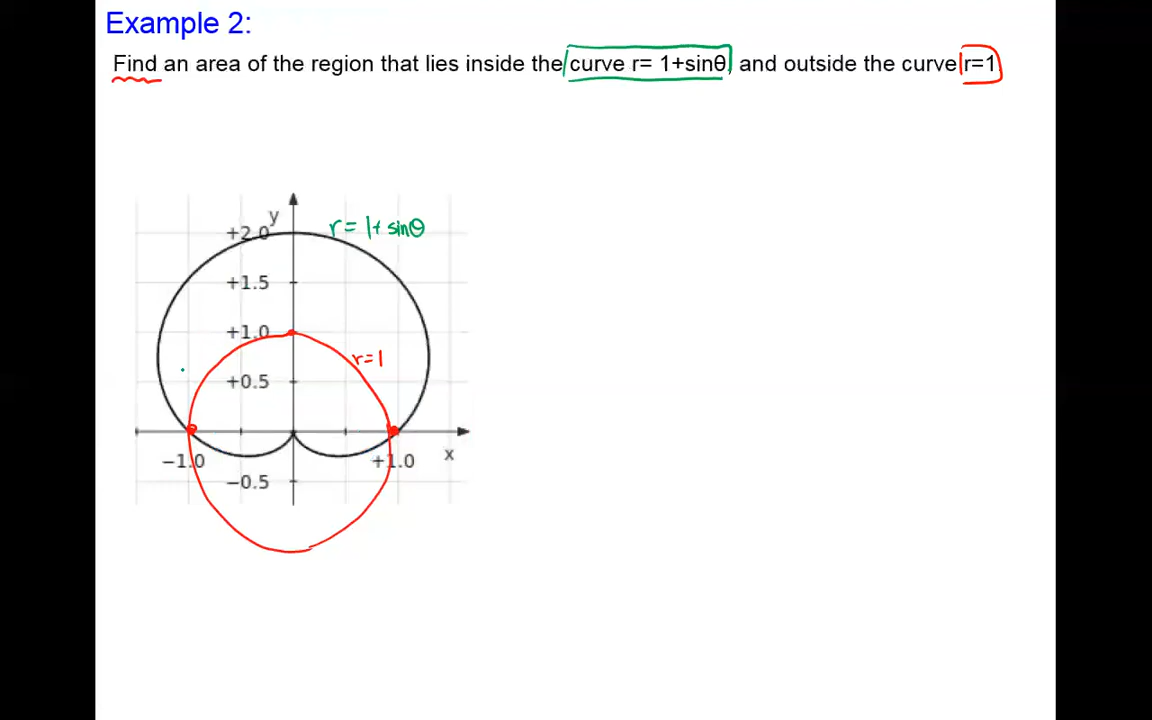 Example 2:
Find an area of the region that lies inside the curve r= 1+sinθ, and outside the curve r=1
y
r= 1+ sinθ
+2.0
+1.5
+1.0
r=1
+0.5
−1.0
+1.0
x
−0.5